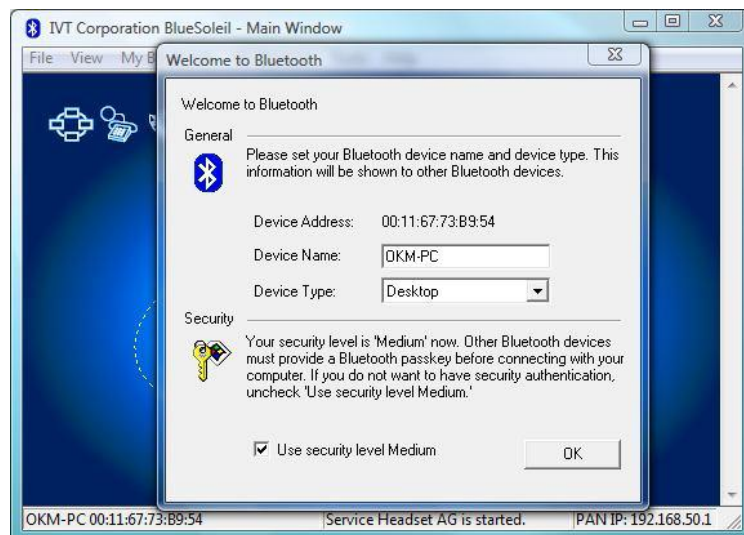 IVT Corporation BlueSoleil - Main Window
File View My B
Welcome to Bluetooth
Welcome to Bluetooth
General
Please set your Bluetooth device name and device type. This
information will be shown to other Bluetooth devices.
Device Address: 00:11:67:73:B9:54
Device Name: OKM-PC
Device Type: Desktop
Security
Your security level is 'Medium' now. Other Bluetooth devices
must provide a Bluetooth passkey before connecting with your
computer. If you do not want to have security authentication,
uncheck 'Use security level Medium.'
Use security level Medium
OK
OKM-PC 00:11:67:73:B9:54 Service Headset AG is started. PAN IP: 192.168.50.1